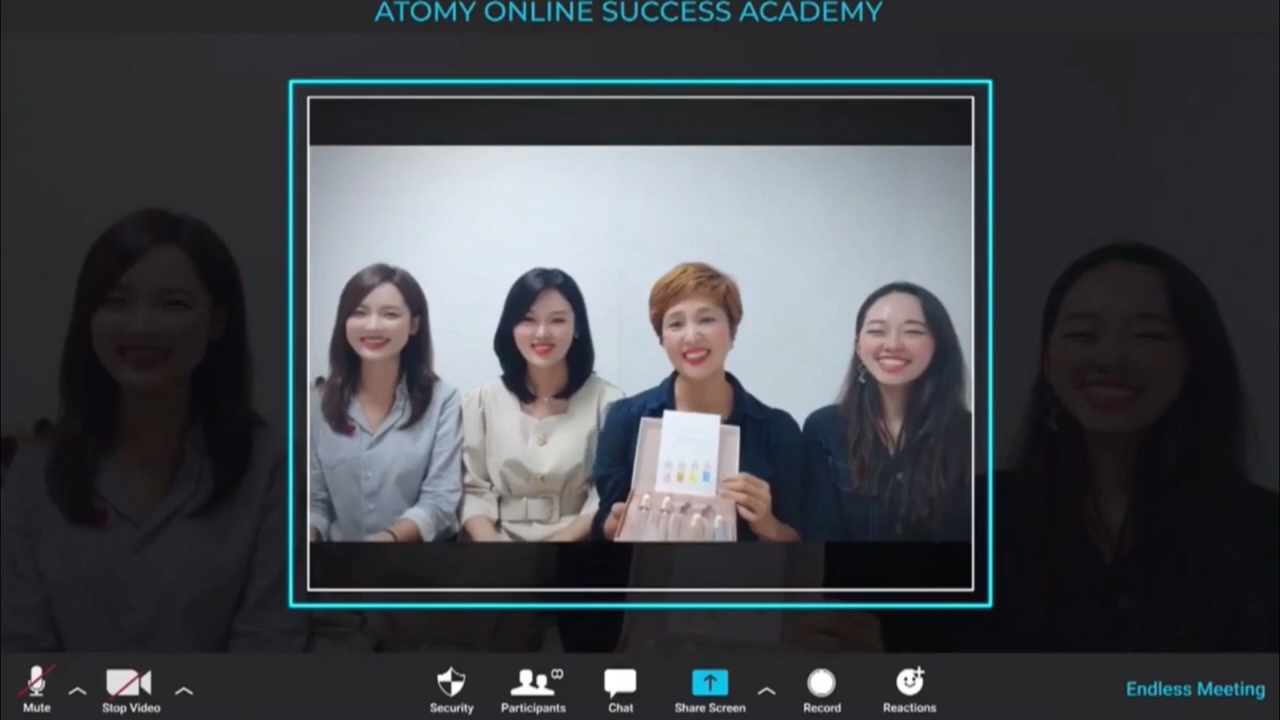 ATOMY ONLINE SUCCESS ACADEMY
Mute
Stop Video
Security
Participants
Chat
Share Screen
Record
Reactions
Endless Meeting